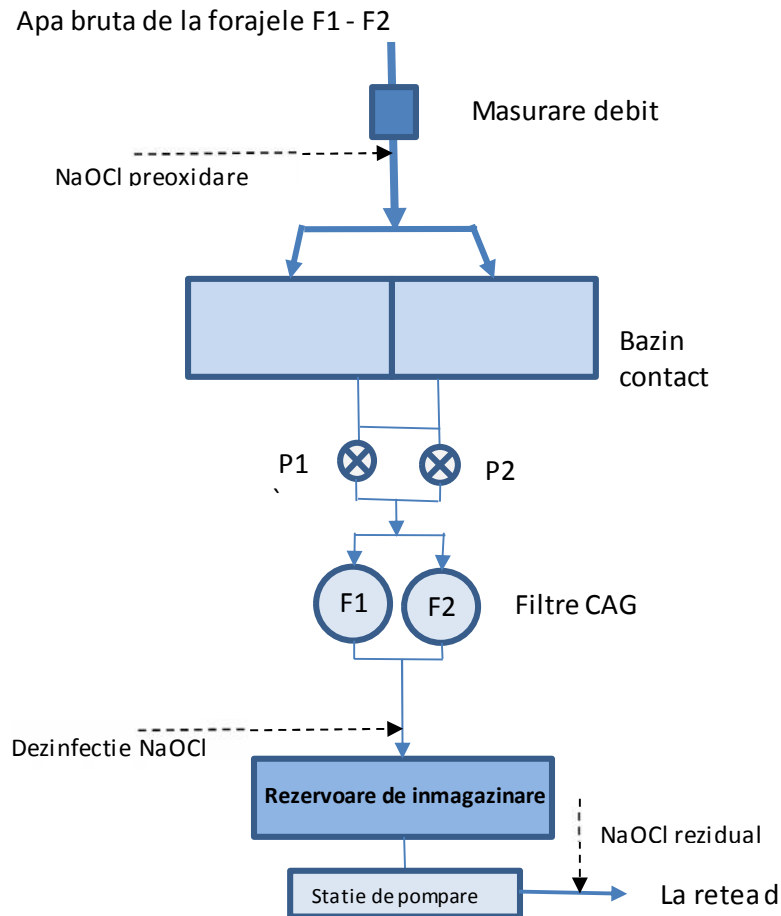 Apa bruta de la forajele F1 - F2
Masurare debit
NaOCl preoxidare
Bazin
contact
P1
P2
`
F1
F2
Filtre CAG
Dezinfectie NaOCl
Rezervoare de inmagazinare
NaOCl rezidual
Statie de pompare
La retea d